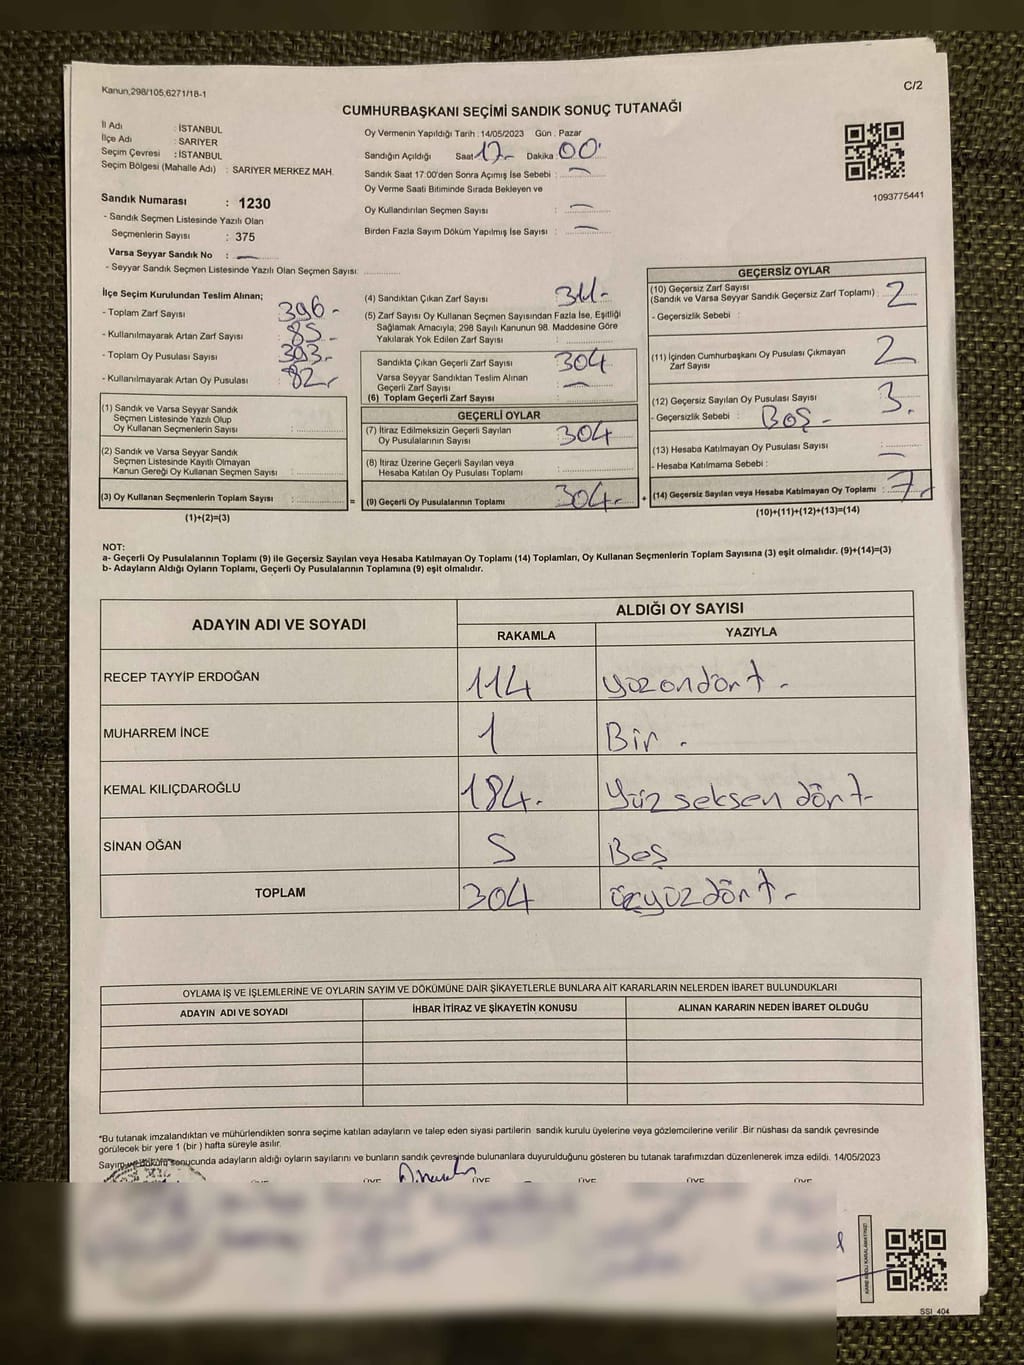 Kanun,298/105,6271/18-1
C/2
CUMHURBAŞKANI SEÇİMİ SANDIK SONUÇ TUTANAĞI
İl Adı : İSTANBUL
İlçe Adı : SARIYER
Seçim Çevresi : İSTANBUL
Seçim Bölgesi (Mahalle Adı) : SARIYER MERKEZ MAH.
Sandık Numarası : 1230
- Sandık Seçmen Listesinde Yazılı Olan
Seçmenlerin Sayısı : 375
Varsa Seyyar Sandık No : —
- Seyyar Sandık Seçmen Listesinde Yazılı Olan Seçmen Sayısı:
Oy Vermenin Yapıldığı Tarih : 14/05/2023 Gün : Pazar
Sandığın Açıldığı Saat 17.- Dakika : 00'
Sandık Saat 17:00'den Sonra Açımış İse Sebebi : —
Oy Verme Saati Bitiminde Sırada Bekleyen ve
Oy Kullandırılan Seçmen Sayısı : —
Birden Fazla Sayım Döküm Yapılmış İse Sayısı : —
1093775441
İlçe Seçim Kurulundan Teslim Alınan;
- Toplam Zarf Sayısı : 396-
- Kullanılmayarak Artan Zarf Sayısı : 85-
- Toplam Oy Pusulası Sayısı : 393-
- Kullanılmayarak Artan Oy Pusulası : 82-
(1) Sandık ve Varsa Seyyar Sandık
Seçmen Listesinde Yazılı Olup
Oy Kullanan Seçmenlerin Sayısı :
(2) Sandık ve Varsa Seyyar Sandık
Seçmen Listesinde Kayıtlı Olmayan
Kanun Gereği Oy Kullanan Seçmen Sayısı :
(3) Oy Kullanan Seçmenlerin Toplam Sayısı :
(1)+(2)=(3)
(4) Sandıktan Çıkan Zarf Sayısı : 311-
(5) Zarf Sayısı Oy Kullanan Seçmen Sayısından Fazla İse, Eşitliği
Sağlamak Amacıyla; 298 Sayılı Kanunun 98. Maddesine Göre
Yakılarak Yok Edilen Zarf Sayısı :
Sandıkta Çıkan Geçerli Zarf Sayısı : 304
Varsa Seyyar Sandıktan Teslim Alınan
Geçerli Zarf Sayısı : —
(6) Toplam Geçerli Zarf Sayısı :
GEÇERLİ OYLAR
(7) İtiraz Edilmeksizin Geçerli Sayılan
Oy Pusulalarının Sayısı : 304
(8) İtiraz Üzerine Geçerli Sayılan veya
Hesaba Katılan Oy Pusulası Toplamı :
= (9) Geçerli Oy Pusulalarının Toplamı : 304-
GEÇERSİZ OYLAR
(10) Geçersiz Zarf Sayısı
(Sandık ve Varsa Seyyar Sandık Geçersiz Zarf Toplamı) : 2
- Geçersizlik Sebebi :
(11) İçinden Cumhurbaşkanı Oy Pusulası Çıkmayan
Zarf Sayısı : 2
(12) Geçersiz Sayılan Oy Pusulası Sayısı : 3.
- Geçersizlik Sebebi : BOŞ -
(13) Hesaba Katılmayan Oy Pusulası Sayısı : —
- Hesaba Katılmama Sebebi :
+ (14) Geçersiz Sayılan veya Hesaba Katılmayan Oy Toplamı : 7-
(10)+(11)+(12)+(13)=(14)
NOT:
a- Geçerli Oy Pusulalarının Toplamı (9) ile Geçersiz Sayılan veya Hesaba Katılmayan Oy Toplamı (14) Toplamları, Oy Kullanan Seçmenlerin Toplam Sayısına (3) eşit olmalıdır. (9)+(14)=(3)
b- Adayların Aldığı Oyların Toplamı, Geçerli Oy Pusulalarının Toplamına (9) eşit olmalıdır.
ADAYIN ADI VE SOYADI
ALDIĞI OY SAYISI
RAKAMLA YAZIYLA
RECEP TAYYİP ERDOĞAN 114 yüzondört -
MUHARREM İNCE 1 Bir .
KEMAL KILIÇDAROĞLU 184. Yüz seksen dört-
SİNAN OĞAN 5 Beş
TOPLAM 304 üçyüzdört -
OYLAMA İŞ VE İŞLEMLERİNE VE OYLARIN SAYIM VE DÖKÜMÜNE DAİR ŞİKAYETLERLE BUNLARA AİT KARARLARIN NELERDEN İBARET BULUNDUKLARI
ADAYIN ADI VE SOYADI İHBAR İTİRAZ VE ŞİKAYETİN KONUSU ALINAN KARARIN NEDEN İBARET OLDUĞU
*Bu tutanak imzalandıktan ve mühürlendikten sonra seçime katılan adayların ve talep eden siyasi partilerin sandık kurulu üyelerine veya gözlemcilerine verilir .Bir nüshası da sandık çevresinde
görülecek bir yere 1 (bir ) hafta süreyle asılır.
Sayım ve döküm sonucunda adayların aldığı oyların sayılarını ve bunların sandık çevresinde bulunanlara duyurulduğunu gösteren bu tutanak tarafımızdan düzenlenerek imza edildi. 14/05/2023
ÜYE ÜYE ÜYE ÜYE ÜYE
SSI_404